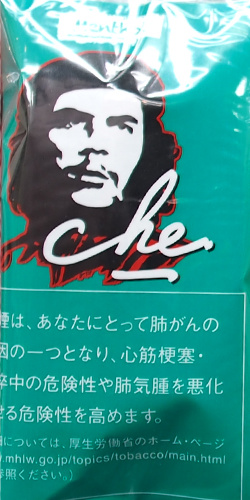 che
は、あなたにとって肺がんの
の一つとなり、心筋梗塞・
卒中の危険性や肺気腫を悪化
せる危険性を高めます。
については、厚生労働省のホーム・ページ
.mhlw.go.jp/topics/tobacco/main.html
参照ください。)